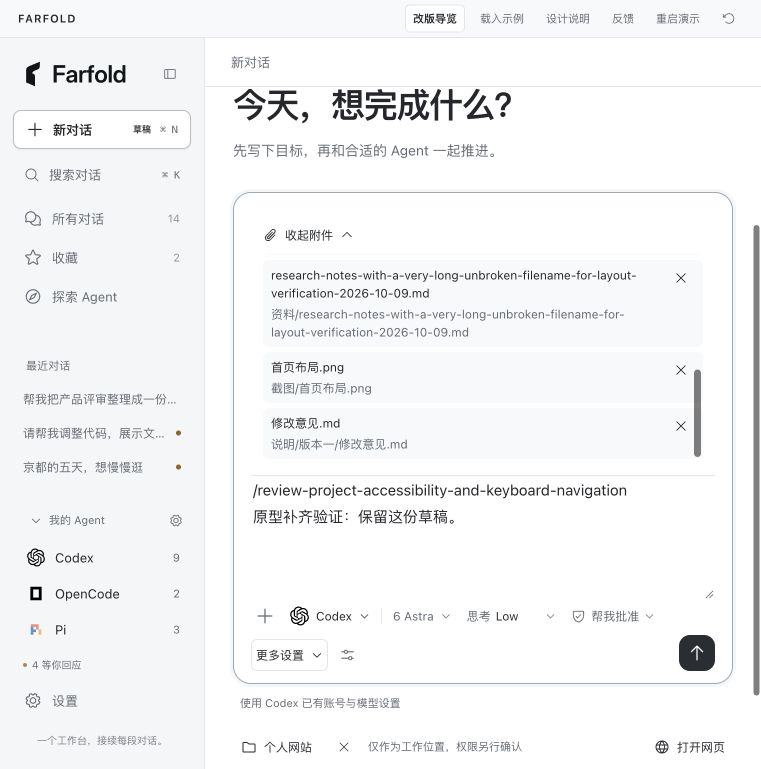 FARFOLD
改版导览
载入示例
设计说明
反馈
重启演示
Farfold
新对话 草稿 ⌘ N
搜索对话 ⌘ K
所有对话 14
收藏 2
探索 Agent
最近对话
帮我把产品评审整理成一份...
请帮我调整代码，展示文...
京都的五天，想慢慢逛
我的 Agent
Codex 9
OpenCode 2
Pi 3
4 等你回应
设置
一个工作台，接续每段对话。
新对话
今天，想完成什么？
先写下目标，再和合适的 Agent 一起推进。
收起附件
research-notes-with-a-very-long-unbroken-filename-for-layout-
verification-2026-10-09.md
资料/research-notes-with-a-very-long-unbroken-filename-for-
layout-verification-2026-10-09.md
首页布局.png
截图/首页布局.png
修改意见.md
说明/版本一/修改意见.md
/review-project-accessibility-and-keyboard-navigation
原型补齐验证：保留这份草稿。
Codex 6 Astra 思考 Low 帮我批准
更多设置
使用 Codex 已有账号与模型设置
个人网站 仅作为工作位置，权限另行确认 打开网页